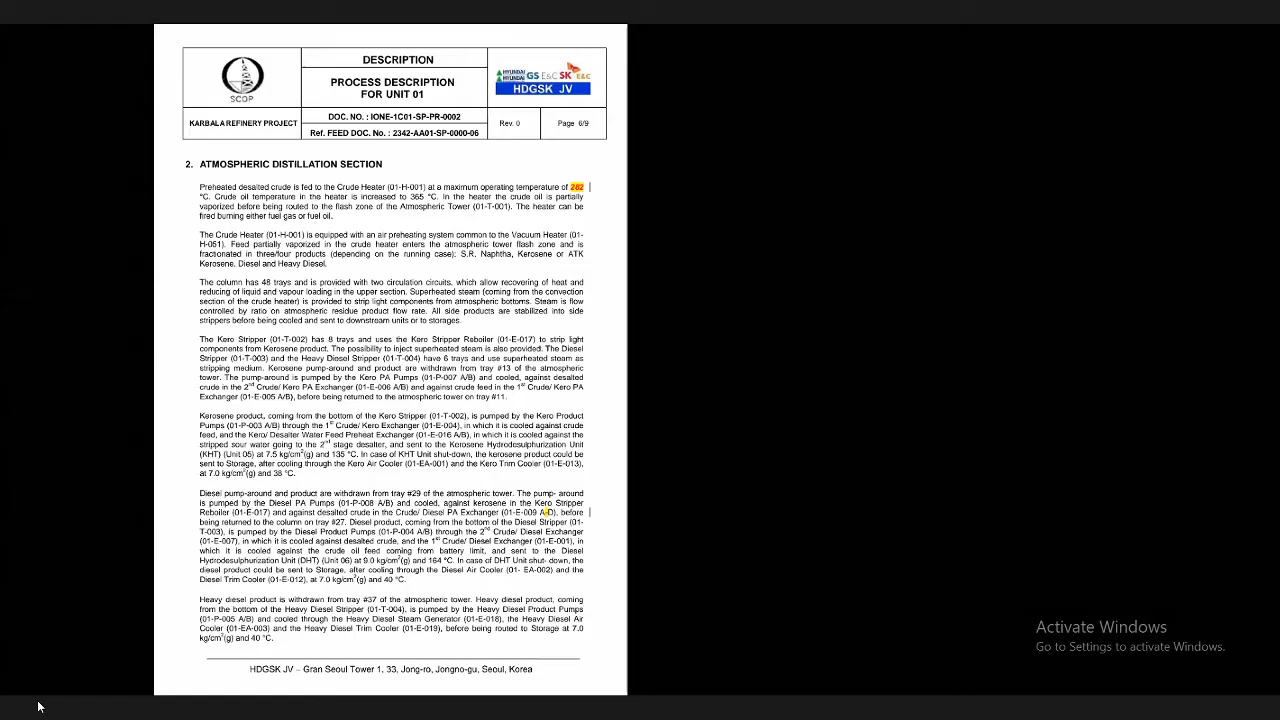 DESCRIPTION
PROCESS DESCRIPTION
FOR UNIT 01
SCOP
HYUNDAI
HYUNDAI
GS E&C SK E&C
HDGSK JV
KARBALA REFINERY PROJECT
DOC. NO. : IONE-1C01-SP-PR-0002
Ref. FEED DOC. No. : 2342-AA01-SP-0000-06
Rev. 0
Page 6/9
2. ATMOSPHERIC DISTILLATION SECTION
Preheated desalted crude is fed to the Crude Heater (01-H-001) at a maximum operating temperature of 282
°C. Crude oil temperature in the heater is increased to 365 °C. In the heater the crude oil is partially
vaporized before being routed to the flash zone of the Atmospheric Tower (01-T-001). The heater can be
fired burning either fuel gas or fuel oil.
The Crude Heater (01-H-001) is equipped with an air preheating system common to the Vacuum Heater (01-
H-051). Feed partially vaporized in the crude heater enters the atmospheric tower flash zone and is
fractionated in three/four products (depending on the running case): S.R. Naphtha, Kerosene or ATK
Kerosene, Diesel and Heavy Diesel.
The column has 48 trays and is provided with two circulation circuits, which allow recovering of heat and
reducing of liquid and vapour loading in the upper section. Superheated steam (coming from the convection
section of the crude heater) is provided to strip light components from atmospheric bottoms. Steam is flow
controlled by ratio on atmospheric residue product flow rate. All side products are stabilized into side
strippers before being cooled and sent to downstream units or to storages.
The Kero Stripper (01-T-002) has 8 trays and uses the Kero Stripper Reboiler (01-E-017) to strip light
components from Kerosene product. The possibility to inject superheated steam is also provided. The Diesel
Stripper (01-T-003) and the Heavy Diesel Stripper (01-T-004) have 6 trays and use superheated steam as
stripping medium. Kerosene pump-around and product are withdrawn from tray #13 of the atmospheric
tower. The pump-around is pumped by the Kero PA Pumps (01-P-007 A/B) and cooled, against desalted
crude in the 2nd Crude/ Kero PA Exchanger (01-E-006 A/B) and against crude feed in the 1st Crude/ Kero PA
Exchanger (01-E-005 A/B), before being returned to the atmospheric tower on tray #11.
Kerosene product, coming from the bottom of the Kero Stripper (01-T-002), is pumped by the Kero Product
Pumps (01-P-003 A/B) through the 1st Crude/ Kero Exchanger (01-E-004), in which it is cooled against crude
feed, and the Kero/ Desalter Water Feed Preheat Exchanger (01-E-016 A/B), in which it is cooled against the
stripped sour water going to the 2nd stage desalter, and sent to the Kerosene Hydrodesulphurization Unit
(KHT) (Unit 05) at 7.5 kg/cm2(g) and 135 °C. In case of KHT Unit shut-down, the kerosene product could be
sent to Storage, after cooling through the Kero Air Cooler (01-EA-001) and the Kero Trim Cooler (01-E-013),
at 7.0 kg/cm2(g) and 38 °C.
Diesel pump-around and product are withdrawn from tray #29 of the atmospheric tower. The pump- around
is pumped by the Diesel PA Pumps (01-P-008 A/B) and cooled, against kerosene in the Kero Stripper
Reboiler (01-E-017) and against desalted crude in the Crude/ Diesel PA Exchanger (01-E-009 A-D), before
being returned to the column on tray #27. Diesel product, coming from the bottom of the Diesel Stripper (01-
T-003), is pumped by the Diesel Product Pumps (01-P-004 A/B) through the 2nd Crude/ Diesel Exchanger
(01-E-007), in which it is cooled against desalted crude, and the 1st Crude/ Diesel Exchanger (01-E-001), in
which it is cooled against the crude oil feed coming from battery limit, and sent to the Diesel
Hydrodesulphurization Unit (DHT) (Unit 06) at 9.0 kg/cm2(g) and 164 °C. In case of DHT Unit shut- down, the
diesel product could be sent to Storage, after cooling through the Diesel Air Cooler (01- EA-002) and the
Diesel Trim Cooler (01-E-012), at 7.0 kg/cm2(g) and 40 °C.
Heavy diesel product is withdrawn from tray #37 of the atmospheric tower. Heavy diesel product, coming
from the bottom of the Heavy Diesel Stripper (01-T-004), is pumped by the Heavy Diesel Product Pumps
(01-P-005 A/B) and cooled through the Heavy Diesel Steam Generator (01-E-018), the Heavy Diesel Air
Cooler (01-EA-003) and the Heavy Diesel Trim Cooler (01-E-019), before being routed to Storage at 7.0
kg/cm2(g) and 40 °C.
HDGSK JV – Gran Seoul Tower 1, 33, Jong-ro, Jongno-gu, Seoul, Korea
Activate Windows
Go to Settings to activate Windows.